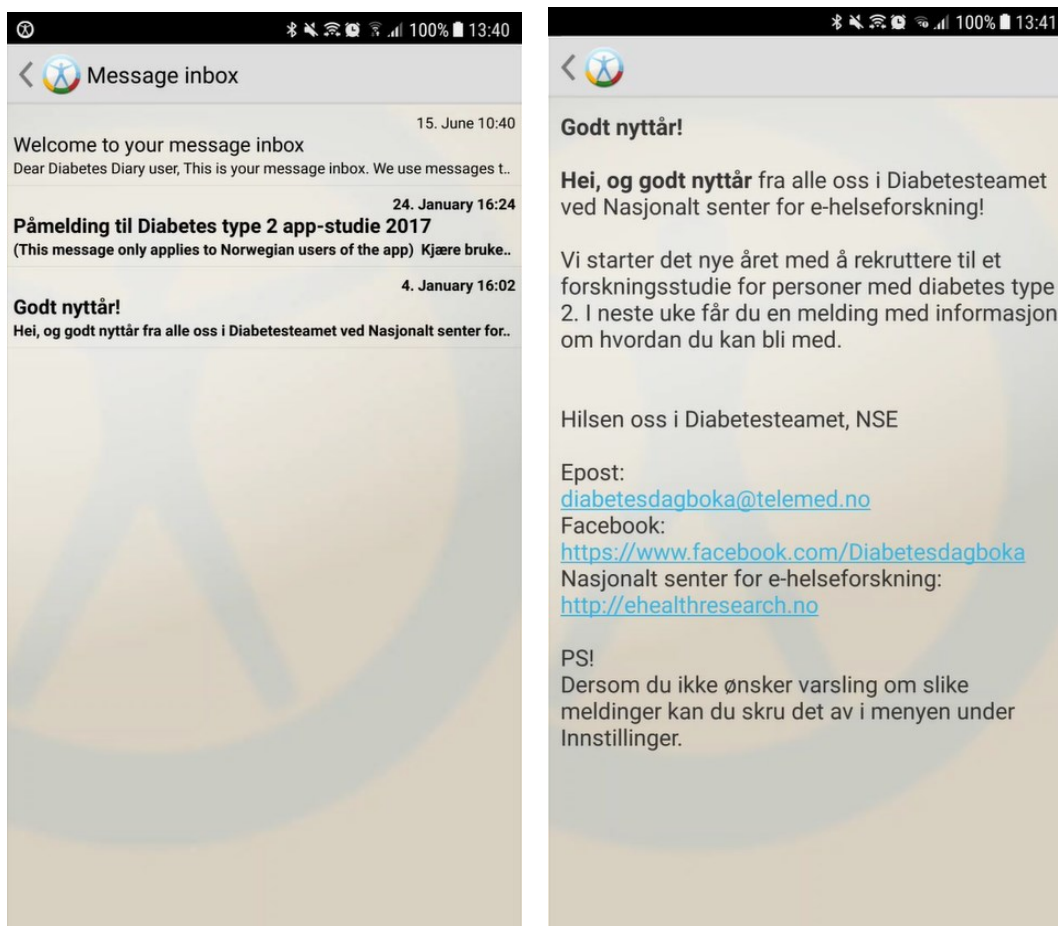 100% 13:40
Message inbox
15. June 10:40
Welcome to your message inbox
Dear Diabetes Diary user, This is your message inbox. We use messages t..
24. January 16:24
Påmelding til Diabetes type 2 app-studie 2017
(This message only applies to Norwegian users of the app)  Kjære bruke..
4. January 16:02
Godt nyttår!
Hei, og godt nyttår fra alle oss i Diabetesteamet ved Nasjonalt senter for..
100% 13:41
Godt nyttår!
Hei, og godt nyttår fra alle oss i Diabetesteamet
ved Nasjonalt senter for e-helseforskning!
Vi starter det nye året med å rekruttere til et
forskningsstudie for personer med diabetes type
2. I neste uke får du en melding med informasjon
om hvordan du kan bli med.
Hilsen oss i Diabetesteamet, NSE
Epost:
diabetesdagboka@telemed.no
Facebook:
https://www.facebook.com/Diabetesdagboka
Nasjonalt senter for e-helseforskning:
http://ehealthresearch.no
PS!
Dersom du ikke ønsker varsling om slike
meldinger kan du skru det av i menyen under
Innstillinger.